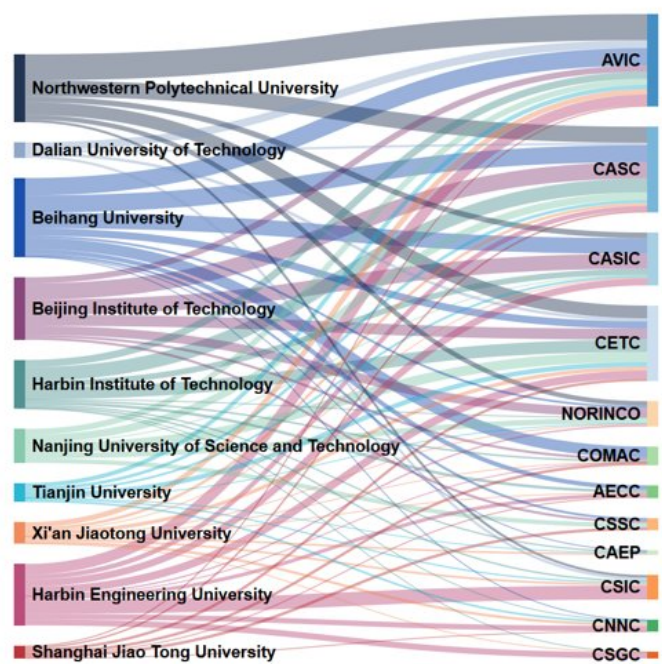 Northwestern Polytechnical University
Dalian University of Technology
Beihang University
Beijing Institute of Technology
Harbin Institute of Technology
Nanjing University of Science and Technology
Tianjin University
Xi'an Jiaotong University
Harbin Engineering University
Shanghai Jiao Tong University
AVIC
CASC
CASIC
CETC
NORINCO
COMAC
AECC
CSSC
CAEP
CSIC
CNNC
CSGC